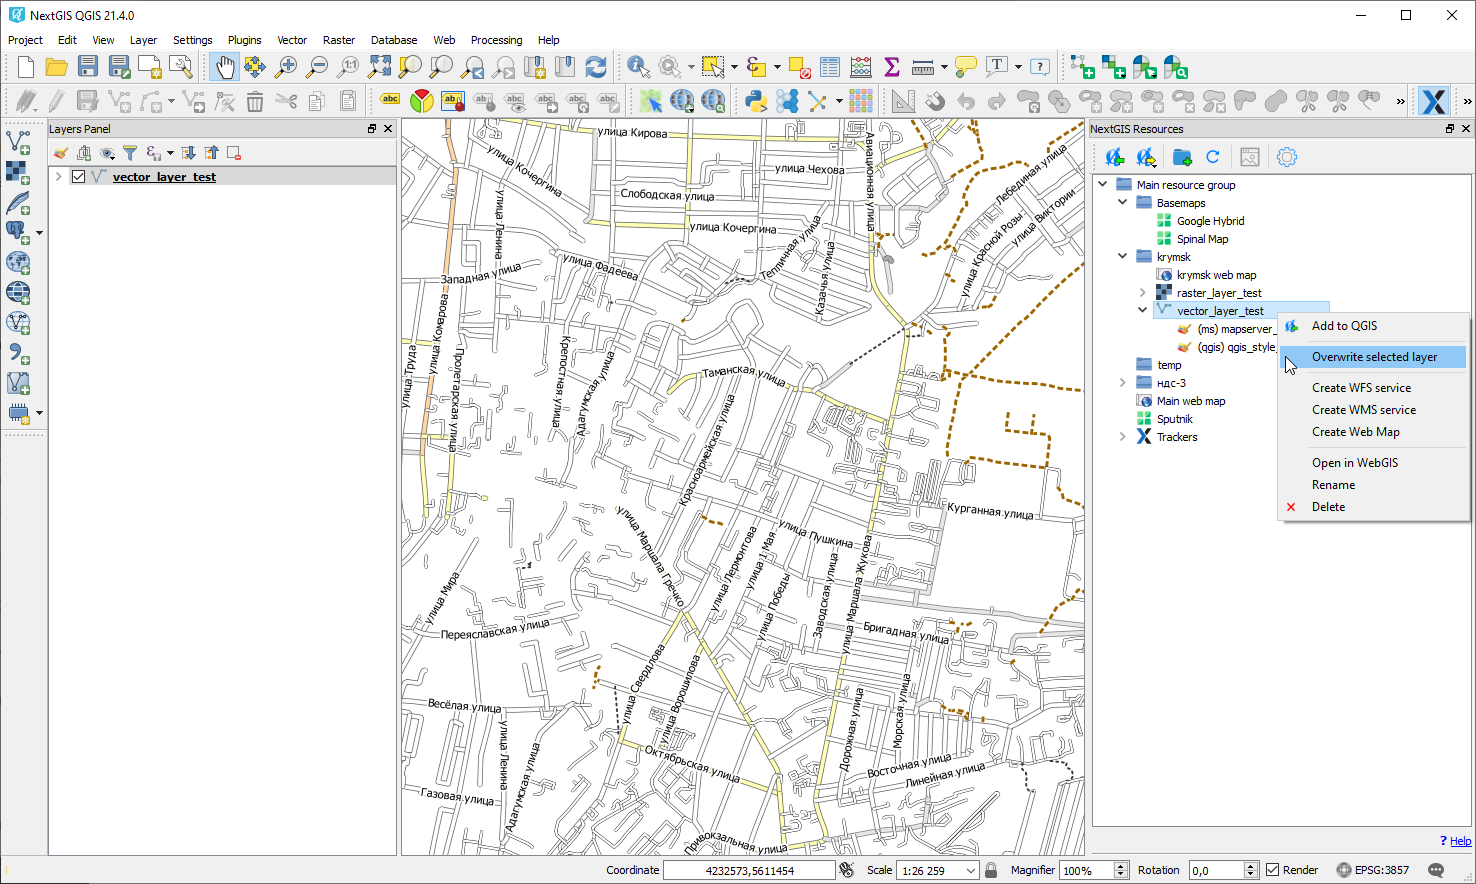 NextGIS QGIS 21.4.0
Project Edit View Layer Settings Plugins Vector Raster Database Web Processing Help
Layers Panel
vector_layer_test
улица Кирова
улица Чехова
улица Кочергина
Авиационная улица
Лебединая улица
улица Виктории
Слободская улица
улица Ленина
улица Кочергина
улица Красной Розы
Тепличная улица
Казачья улица
улица Фадеева
Западная улица
улица Комарова
улица Труда
Пролетарская улица
Крепостная улица
Адагумская улица
Таманская улица
Красноармейская улица
Курганная улица
улица Пушкина
улица Маршала Гречко
улица Лермонтова
улица 1 Мая
улица Победы
Заводская улица
улица Маршала Жукова
улица Мира
Переяславская улица
Бригадная улица
улица Свердлова
улица Ворошилова
Весёлая улица
улица Ленина
Адагумская улица
Дорожная улица
Морская улица
Октябрьская улица
Восточная улица
Линейная улица
Газовая улица
Привокзальная улица
NextGIS Resources
Main resource group
Basemaps
Google Hybrid
Spinal Map
krymsk
krymsk web map
raster_layer_test
vector_layer_test
(ms) mapserver_
(qgis) qgis_style_
temp
ндс-3
Main web map
Sputnik
Trackers
Add to QGIS
Overwrite selected layer
Create WFS service
Create WMS service
Create Web Map
Open in WebGIS
Rename
Delete
? Help
Coordinate 4232573,5611454 Scale 1:26 259 Magnifier 100% Rotation 0,0 Render EPSG:3857